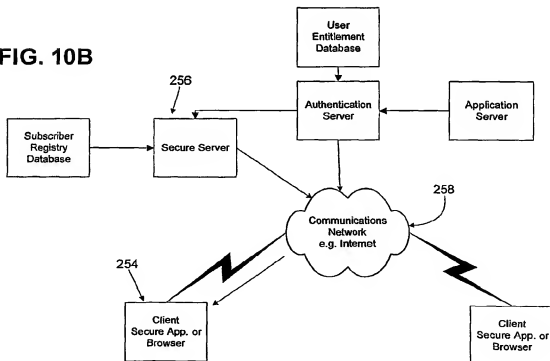 FIG. 10B
User
Entitlement
Database
256
Authentication
Server
Application
Server
Subscriber
Registry
Database
Secure Server
258
Communications
Network
e.g. Internet
254
Client
Secure App. or
Browser
Client
Secure App. or
Browser